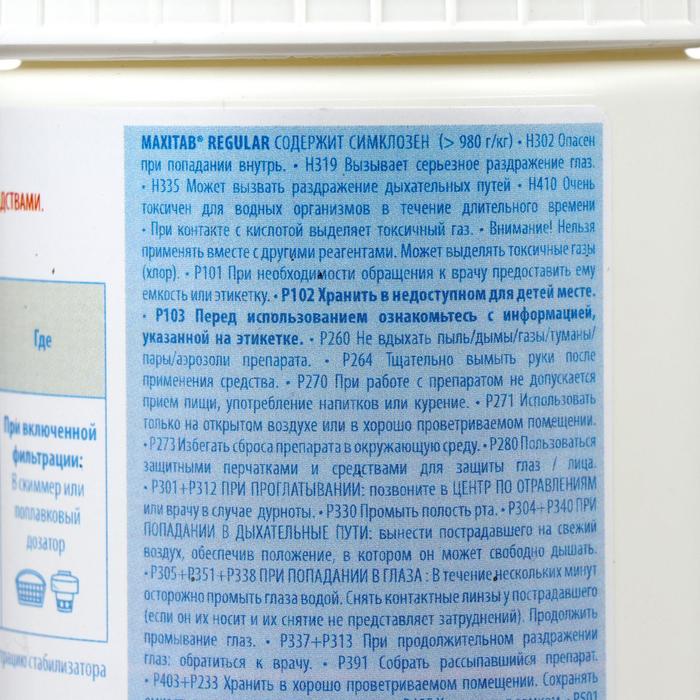 ДСТВАМИ.
Где
При включенной
фильтрации:
В скиммер или
поплавковый
дозатор
стабилизатора
MAXITAB® REGULAR СОДЕРЖИТ СИМКЛОЗЕН (> 980 г/кг) • H302 Опасен
при попадании внутрь. • H319 Вызывает серьезное раздражение глаз.
• H335 Может вызвать раздражение дыхательных путей • H410 Очень
токсичен для водных организмов в течение длительного времени
• При контакте с кислотой выделяет токсичный газ. • Внимание! Нельзя
применять вместе с другими реагентами. Может выделять токсичные газы
(хлор). • P101 При необходимости обращения к врачу предоставить ему
емкость или этикетку. • P102 Хранить в недоступном для детей месте.
• P103 Перед использованием ознакомьтесь с информацией,
указанной на этикетке. • P260 Не вдыхать пыль/дымы/газы/туманы/
пары/аэрозоли препарата. • P264 Тщательно вымыть руки после
применения средства. • P270 При работе с препаратом не допускается
прием пищи, употребление напитков или курение. • P271 Использовать
только на открытом воздухе или в хорошо проветриваемом помещении.
• P273 Избегать сброса препарата в окружающую среду. • P280 Пользоваться
защитными перчатками и средствами для защиты глаз / лица.
• P301+P312 ПРИ ПРОГЛАТЫВАНИИ: позвоните в ЦЕНТР ПО ОТРАВЛЕНИЯМ
или врачу в случае дурноты. • P330 Промыть полость рта. • P304+P340 ПРИ
ПОПАДАНИИ В ДЫХАТЕЛЬНЫЕ ПУТИ: вынести пострадавшего на свежий
воздух, обеспечив положение, в котором он может свободно дышать.
• P305+P351+P338 ПРИ ПОПАДАНИИ В ГЛАЗА : В течение нескольких минут
осторожно промыть глаза водой. Снять контактные линзы у пострадавшего
(если он их носит и их снятие не представляет затруднений). Продолжить
промывание глаз. • P337+P313 При продолжительном раздражении
глаз: обратиться к врачу. • P391 Собрать рассыпавшийся препарат.
• P403+P233 Хранить в хорошо проветриваемом помещении. Сохранять